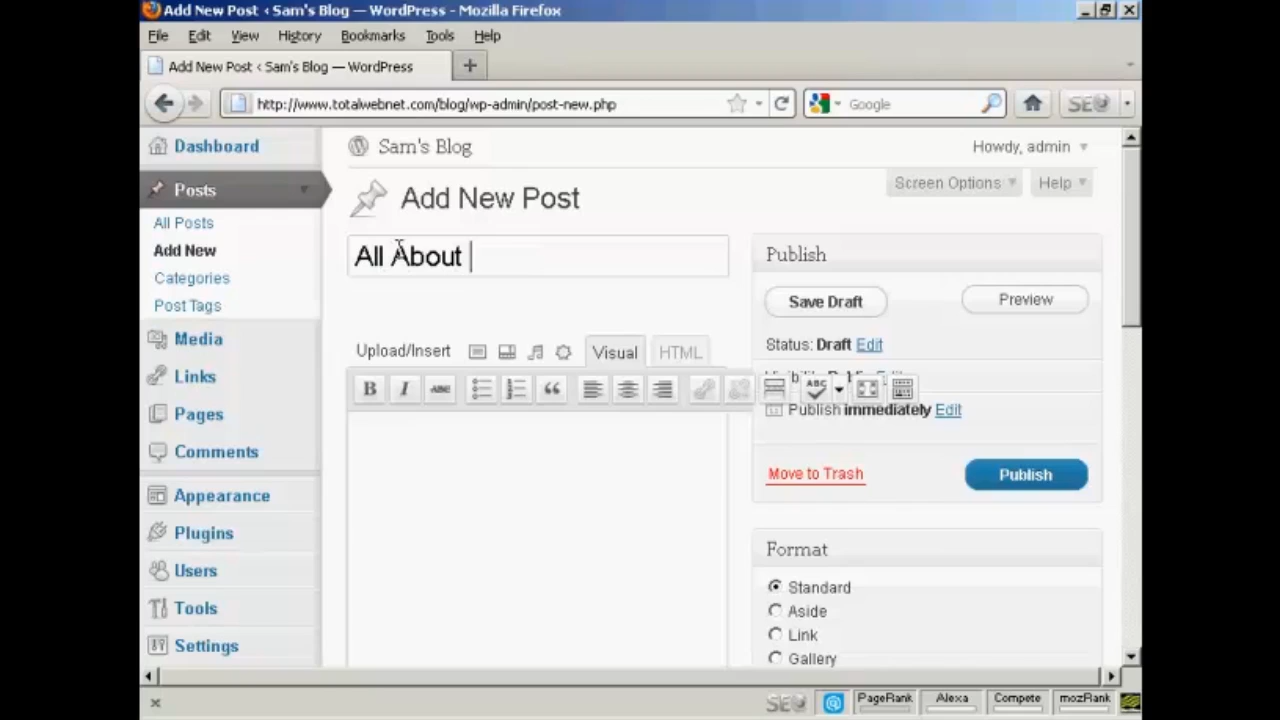 Add New Post ‹ Sam's Blog — WordPress - Mozilla Firefox
File Edit View History Bookmarks Tools Help
Add New Post ‹ Sam's Blog — WordPress
http://www.totalwebnet.com/blog/wp-admin/post-new.php
Google
SEO
Dashboard
Posts
All Posts
Add New
Categories
Post Tags
Media
Links
Pages
Comments
Appearance
Plugins
Users
Tools
Settings
Sam's Blog
Howdy, admin
Screen Options
Help
Add New Post
All About
Upload/Insert
Visual
HTML
B I ABC
ABC
Publish
Save Draft
Preview
Status: Draft Edit
Publish immediately Edit
Move to Trash
Publish
Format
Standard
Aside
Link
Gallery
SEO
PageRank
Alexa
Compete
mozRank